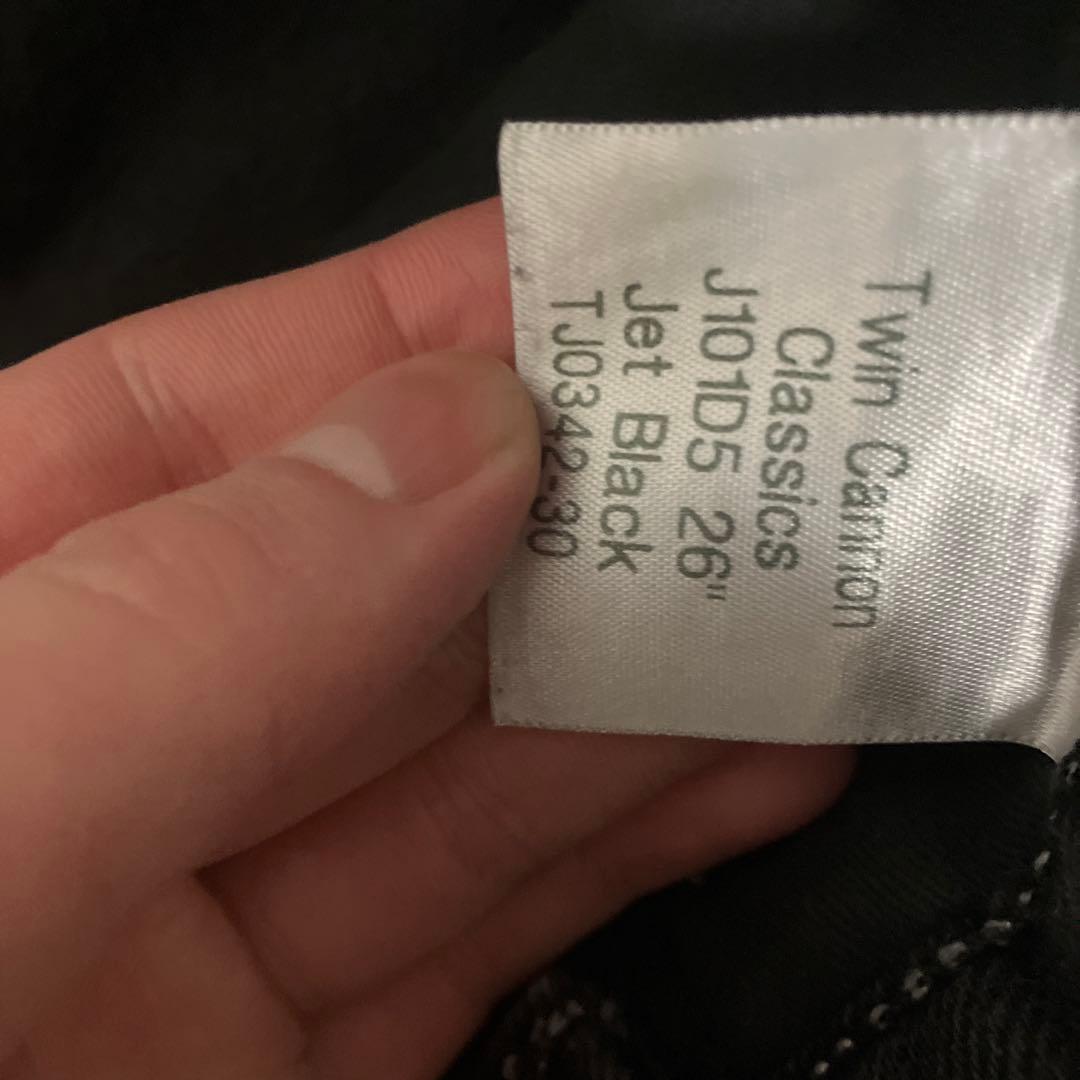 Twin Cannon
Classics
J101D5 26"
Jet Black
TJ0342-30